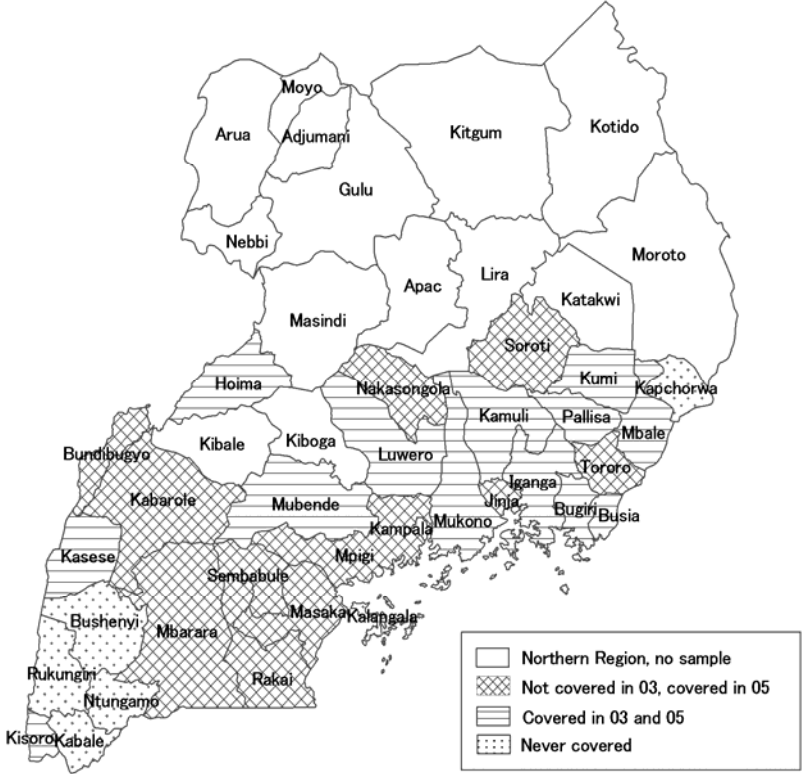 Moyo
Arua
Adjumani
Kitgum
Kotido
Gulu
Nebbi
Moroto
Apac
Lira
Katakwi
Masindi
Soroti
Hoima
Nakasongola
Kumi
Kapchorwa
Kamuli
Pallisa
Kibale
Kiboga
Mbale
Bundibugyo
Luwero
Tororo
Kabarole
Mubende
Iganga
Jinja
Kampala
Mukono
Bugiri
Busia
Kasese
Mpigi
Sembabule
Bushenyi
Masaka
Kalangala
Mbarara
Rukungiri
Rakai
Ntungamo
Kisoro
Kabale
Northern Region, no sample
Not covered in 03, covered in 05
Covered in 03 and 05
Never covered